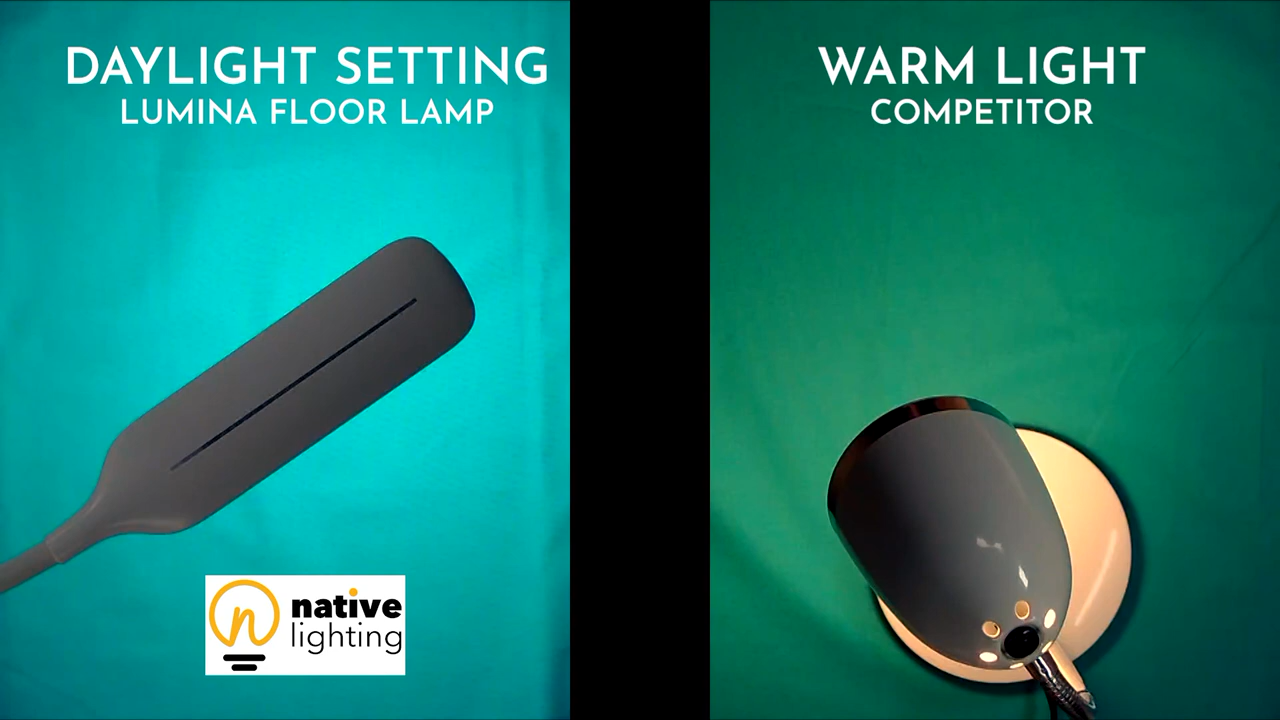 DAYLIGHT SETTING
LUMINA FLOOR LAMP
WARM LIGHT
COMPETITOR
native
lighting